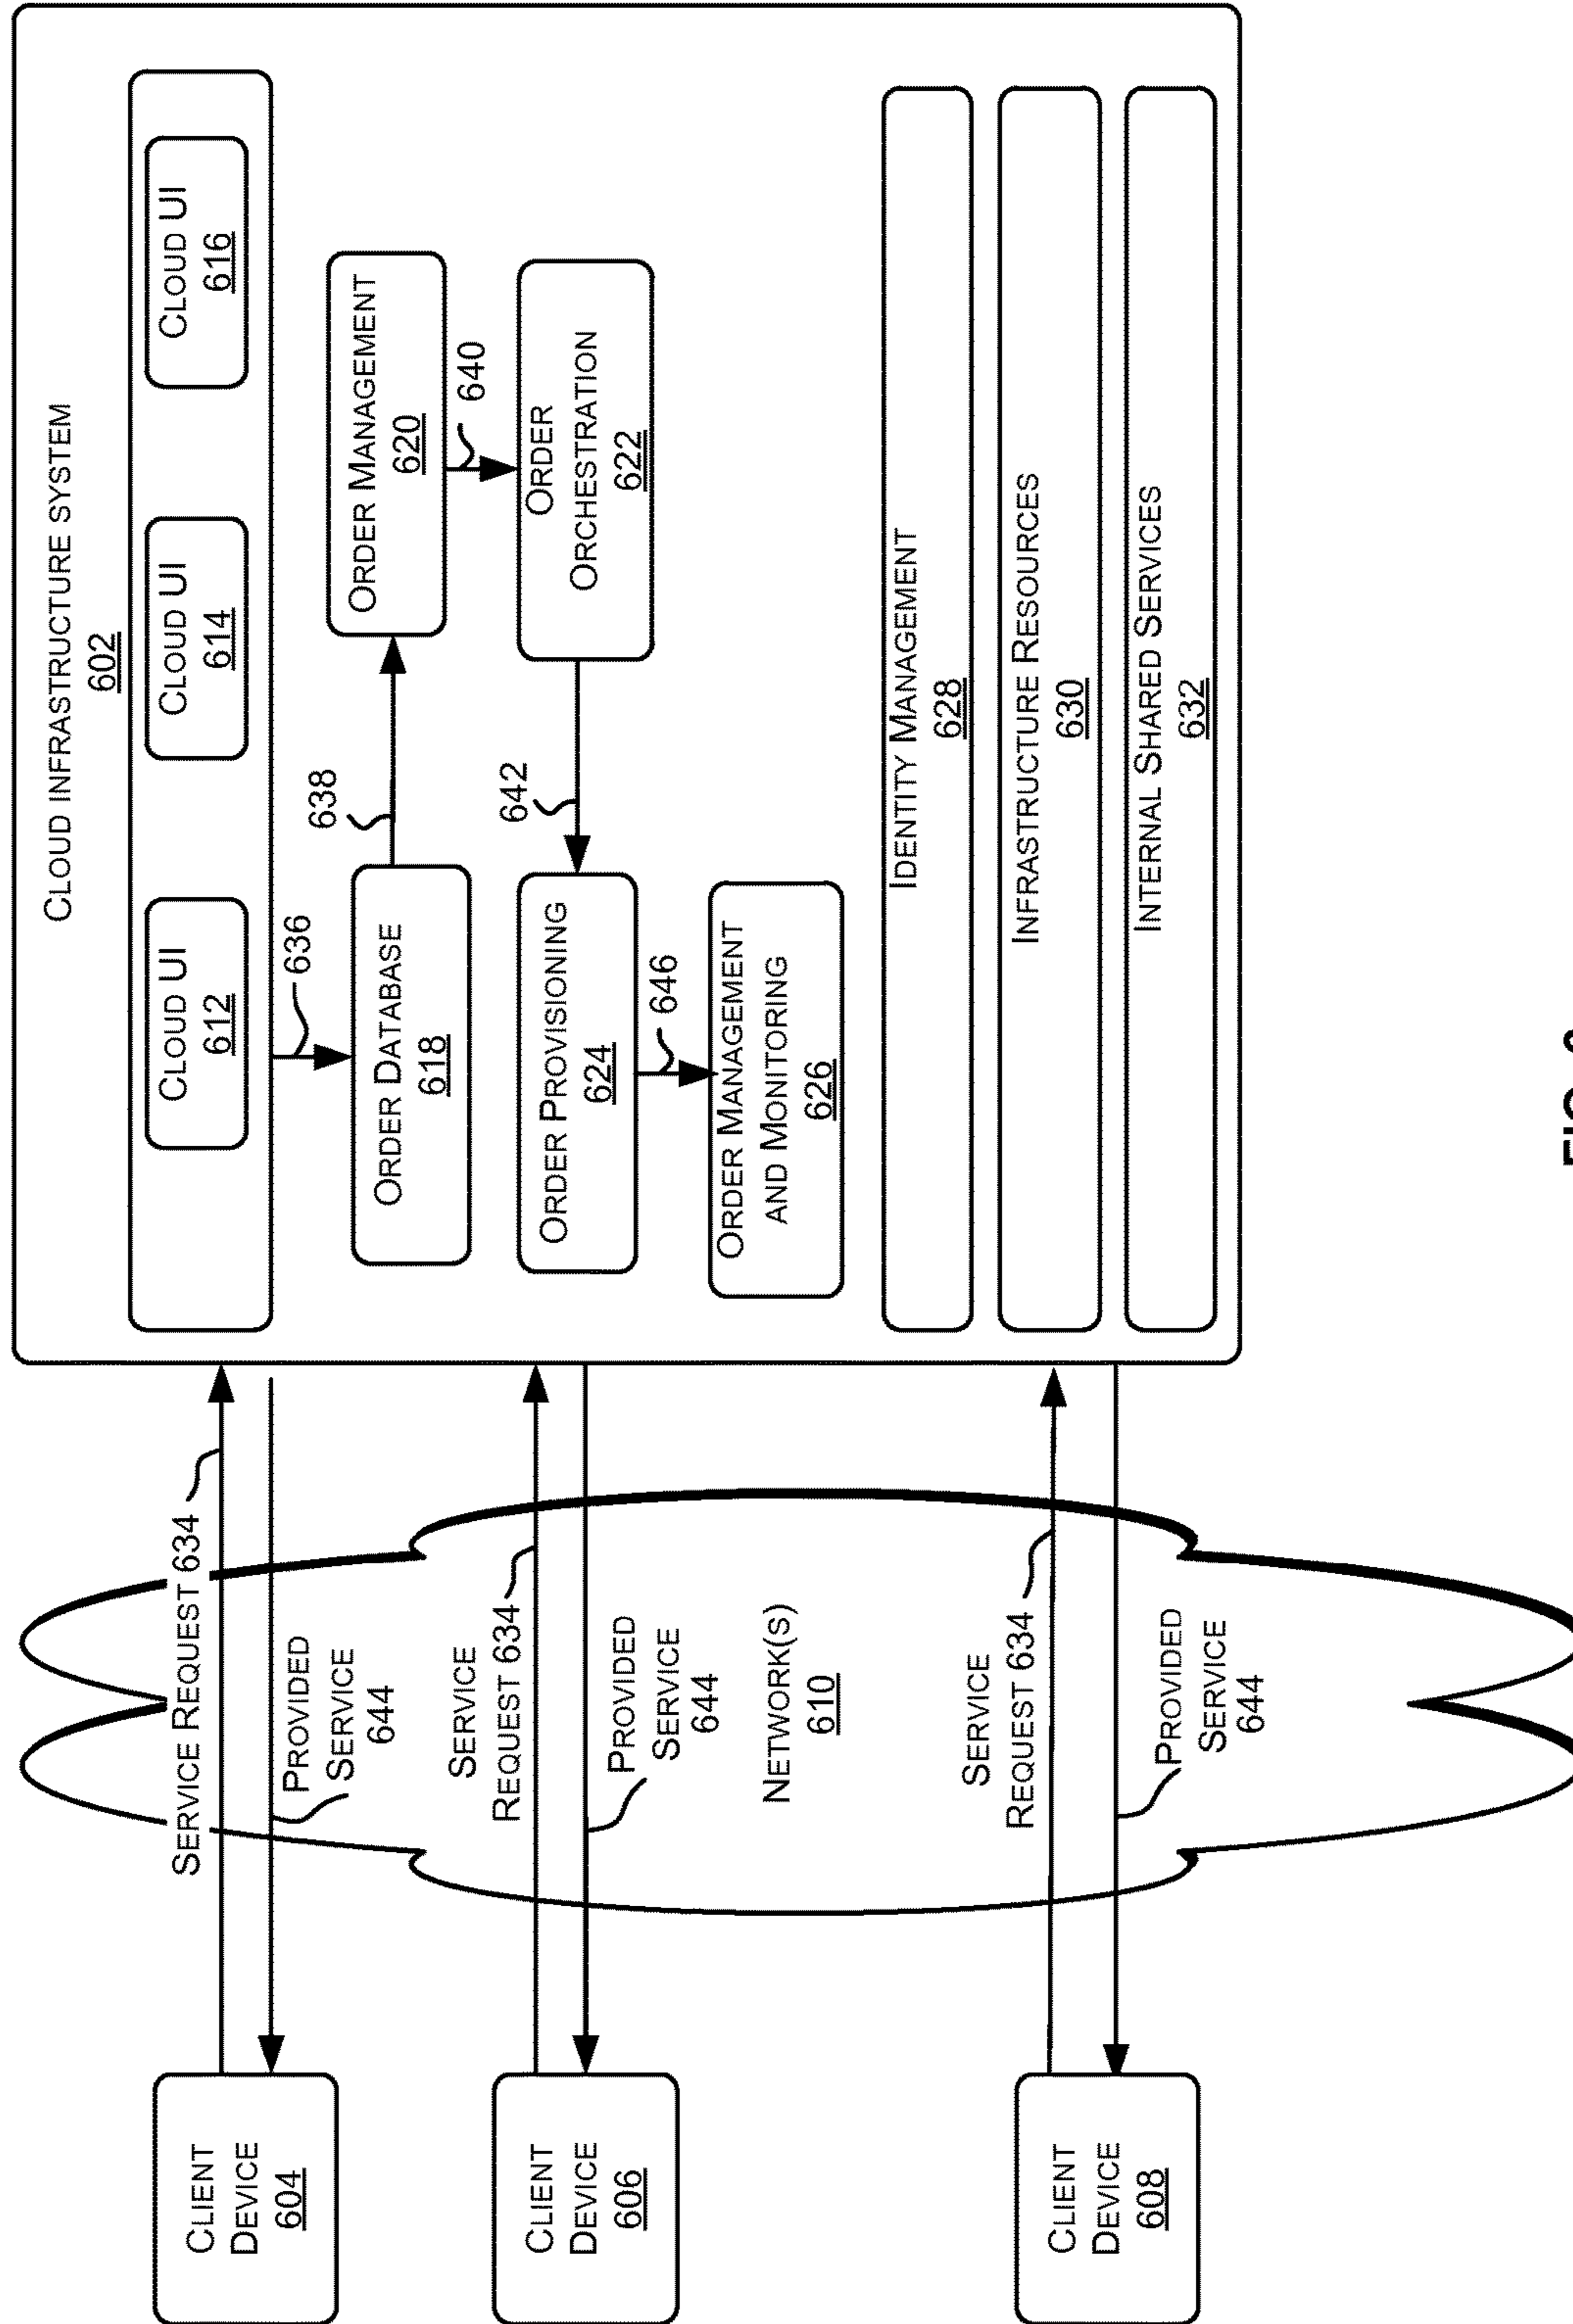 CLOUD INFRASTRUCTURE SYSTEM
602
CLOUD UI
612
CLOUD UI
614
CLOUD UI
616
636
ORDER DATABASE
618
638
ORDER MANAGEMENT
620
640
ORDER
ORCHESTRATION
622
642
ORDER PROVISIONING
624
646
ORDER MANAGEMENT
AND MONITORING
626
IDENTITY MANAGEMENT
628
INFRASTRUCTURE RESOURCES
630
INTERNAL SHARED SERVICES
632
CLIENT
DEVICE
604
SERVICE REQUEST 634
PROVIDED
SERVICE
644
CLIENT
DEVICE
606
SERVICE
REQUEST 634
PROVIDED
SERVICE
644
NETWORK(S)
610
CLIENT
DEVICE
608
SERVICE
REQUEST 634
PROVIDED
SERVICE
644
FIG.